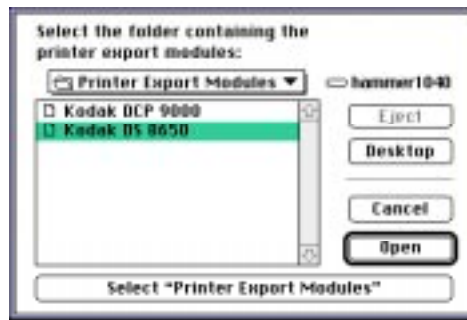 Select the folder containing the
printer export modules:
Printer Export Modules
hammer1040
Kodak DCP 9000
Kodak DS 8650
Eject
Desktop
Cancel
Open
Select “Printer Export Modules”